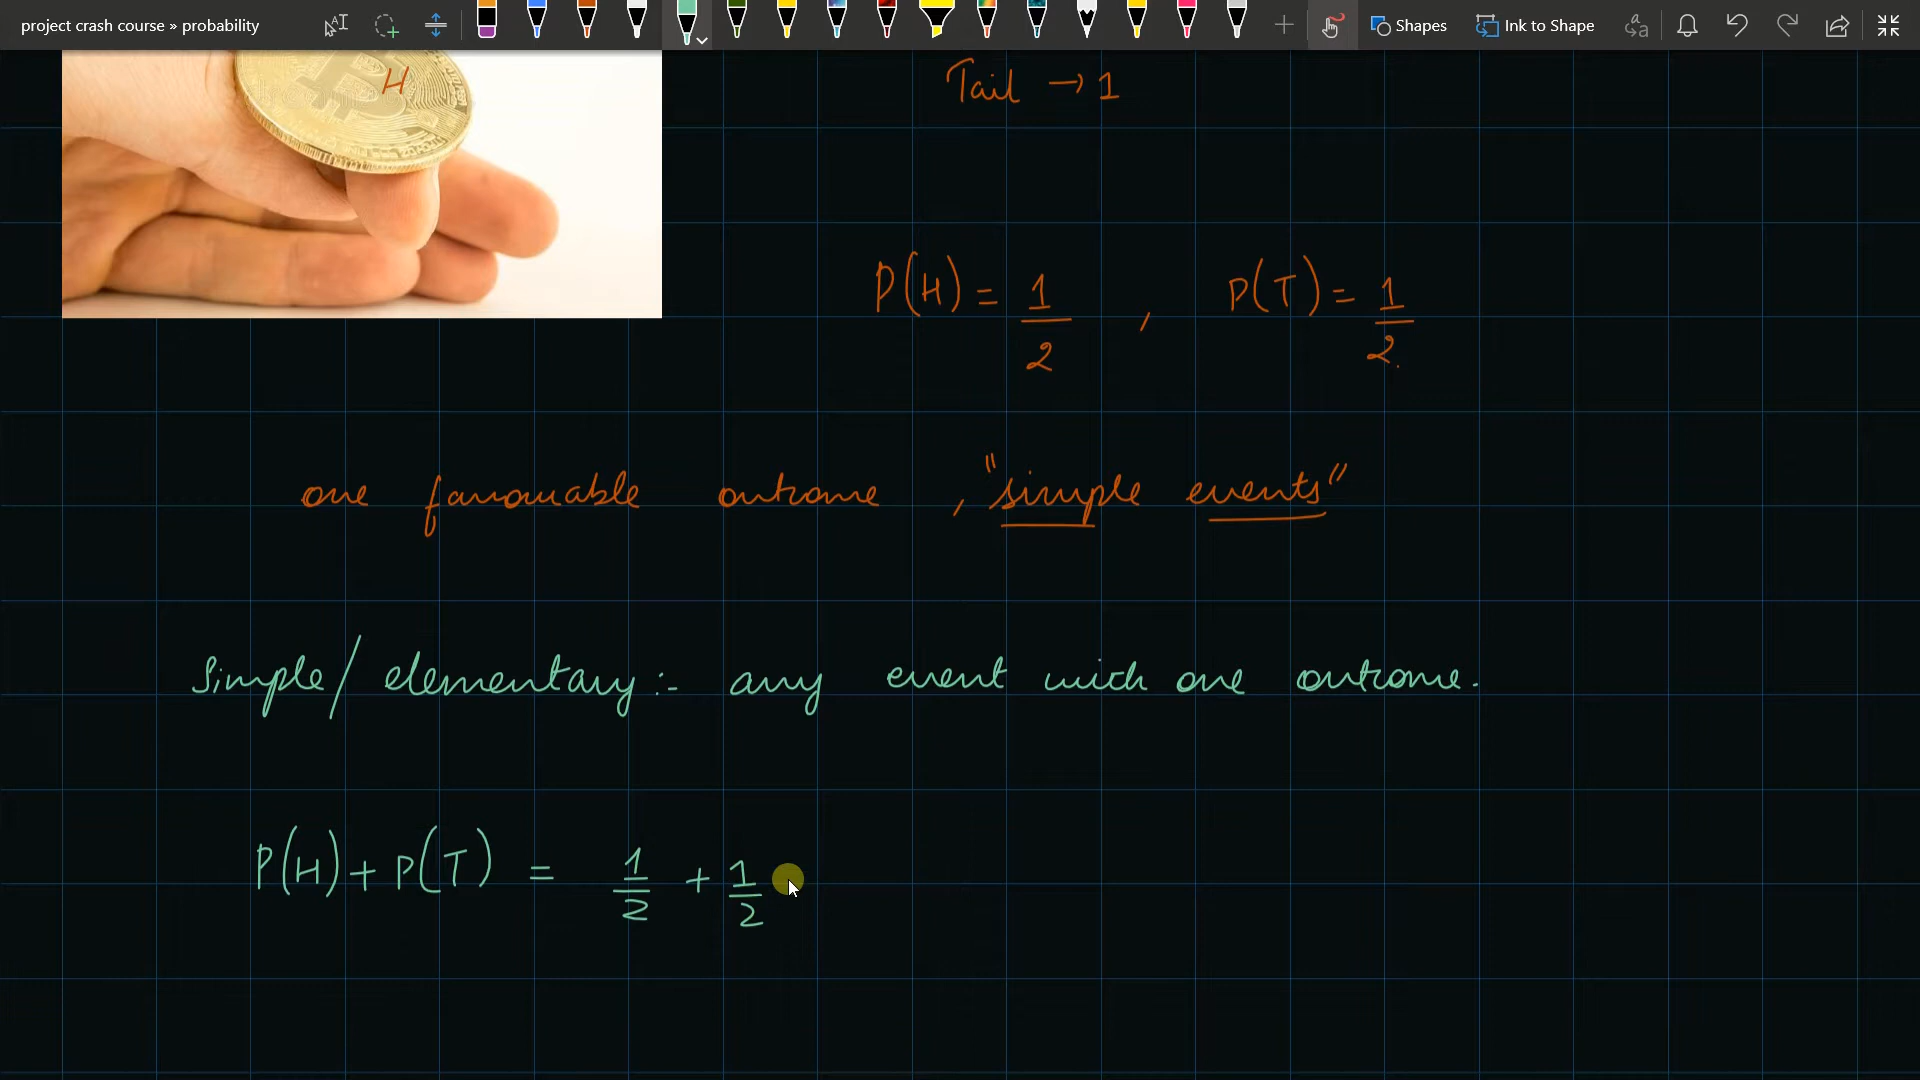 project crash course » probability
Shapes
Ink to Shape
H
Tail → 1
P(H) = 1/2 , P(T) = 1/2.
one favourable outcome , "simple events"
Simple/elementary:- any event with one outcome.
P(H) + P(T) = 1/2 + 1/2